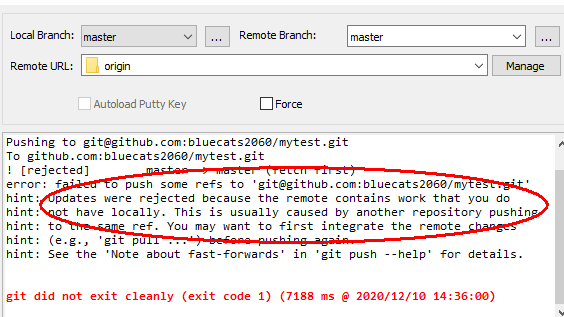 Local Branch: master ... Remote Branch: master ...
Remote URL: origin Manage
Autoload Putty Key Force
Pushing to git@github.com:bluecats2060/mytest.git
To github.com:bluecats2060/mytest.git
! [rejected] master -> master (fetch first)
error: failed to push some refs to 'git@github.com:bluecats2060/mytest.git'
hint: Updates were rejected because the remote contains work that you do
hint: not have locally. This is usually caused by another repository pushing
hint: to the same ref. You may want to first integrate the remote changes
hint: (e.g., 'git pull ...') before pushing again.
hint: See the 'Note about fast-forwards' in 'git push --help' for details.
git did not exit cleanly (exit code 1) (7188 ms @ 2020/12/10 14:36:00)